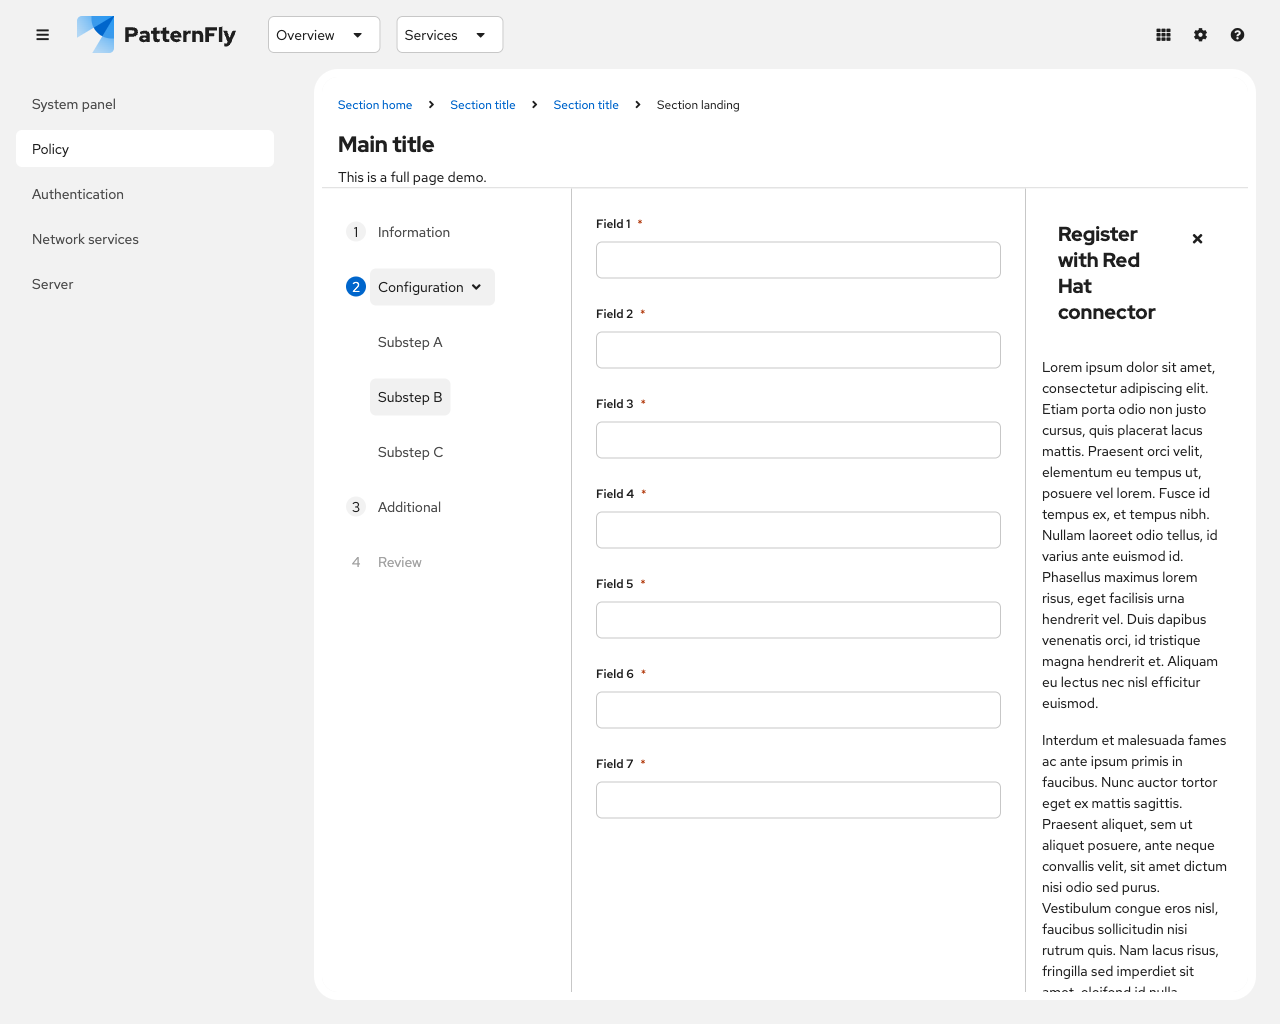 PatternFly
Overview
Services
System panel
Policy
Authentication
Network services
Server
Section home
Section title
Section title
Section landing
Main title
This is a full page demo.
1 Information
2 Configuration
Substep A
Substep B
Substep C
3 Additional
4 Review
Field 1 *
Field 2 *
Field 3 *
Field 4 *
Field 5 *
Field 6 *
Field 7 *
Register
with Red
Hat
connector
Lorem ipsum dolor sit amet,
consectetur adipiscing elit.
Etiam porta odio non justo
cursus, quis placerat lacus
mattis. Praesent orci velit,
elementum eu tempus ut,
posuere vel lorem. Fusce id
tempus ex, et tempus nibh.
Nullam laoreet odio tellus, id
varius ante euismod id.
Phasellus maximus lorem
risus, eget facilisis urna
hendrerit vel. Duis dapibus
venenatis orci, id tristique
magna hendrerit et. Aliquam
eu lectus nec nisl efficitur
euismod.
Interdum et malesuada fames
ac ante ipsum primis in
faucibus. Nunc auctor tortor
eget ex mattis sagittis.
Praesent aliquet, sem ut
aliquet posuere, ante neque
convallis velit, sit amet dictum
nisi odio sed purus.
Vestibulum congue eros nisl,
faucibus sollicitudin nisi
rutrum quis. Nam lacus risus,
fringilla sed imperdiet sit
amet, eleifend id nulla.